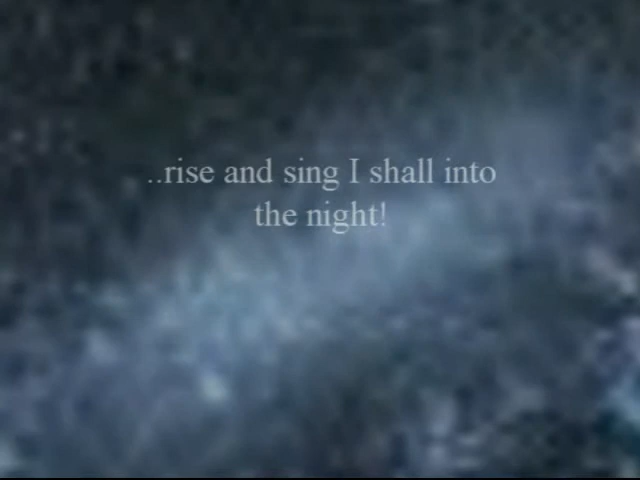 ..rise and sing I shall into
the night!